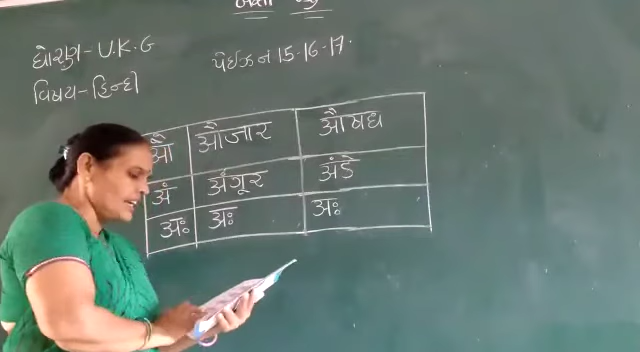 ધોરણ - U.K.G
પેઈઝ નં 15.16.17.
વિષય - હિન્દી
औ औजार औषध
अं अंगूर अंडे
अः अः अः